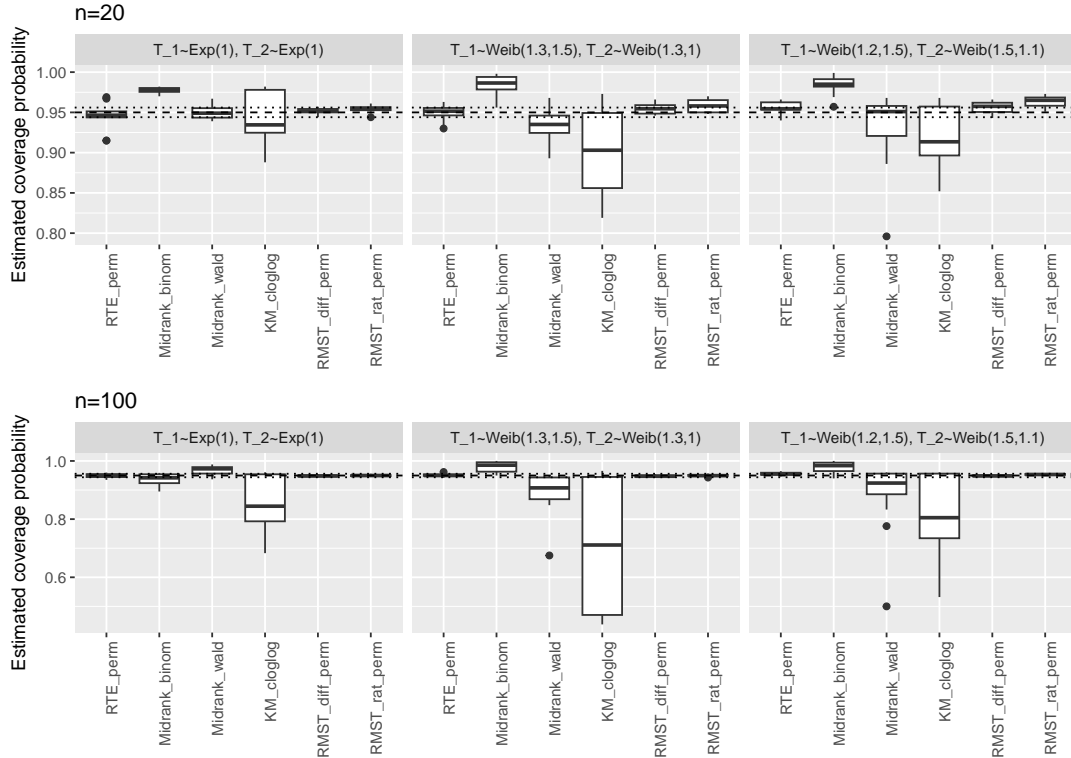 n=20
T_1~Exp(1), T_2~Exp(1) T_1~Weib(1.3,1.5), T_2~Weib(1.3,1) T_1~Weib(1.2,1.5), T_2~Weib(1.5,1.1)
Estimated coverage probability
1.00
0.95
0.90
0.85
0.80
RTE_perm Midrank_binom Midrank_wald KM_cloglog RMST_diff_perm RMST_rat_perm RTE_perm Midrank_binom Midrank_wald KM_cloglog RMST_diff_perm RMST_rat_perm RTE_perm Midrank_binom Midrank_wald KM_cloglog RMST_diff_perm RMST_rat_perm
n=100
T_1~Exp(1), T_2~Exp(1) T_1~Weib(1.3,1.5), T_2~Weib(1.3,1) T_1~Weib(1.2,1.5), T_2~Weib(1.5,1.1)
Estimated coverage probability
1.0
0.8
0.6
RTE_perm Midrank_binom Midrank_wald KM_cloglog RMST_diff_perm RMST_rat_perm RTE_perm Midrank_binom Midrank_wald KM_cloglog RMST_diff_perm RMST_rat_perm RTE_perm Midrank_binom Midrank_wald KM_cloglog RMST_diff_perm RMST_rat_perm